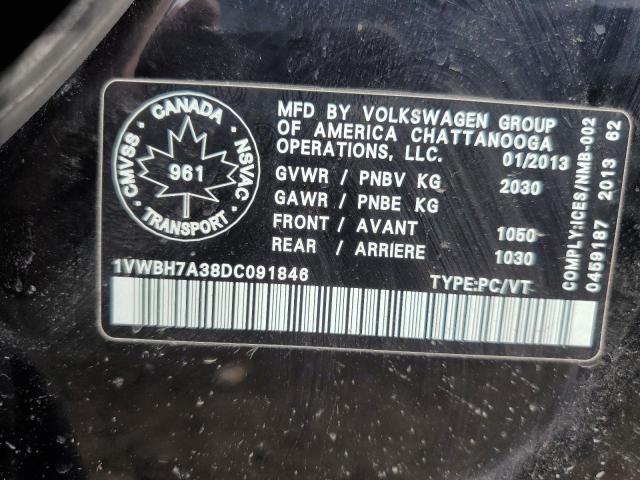 CANADA
CMVSS
NSVAC
961
TRANSPORT
MFD BY VOLKSWAGEN GROUP
OF AMERICA CHATTANOOGA
OPERATIONS, LLC. 01/2013
GVWR / PNBV KG 2030
GAWR / PNBE KG
FRONT / AVANT 1050
REAR / ARRIERE 1030
1VWBH7A38DC091846 TYPE:PC/VT
COMPLY:ICES/NMB-002
0459187 2013 62